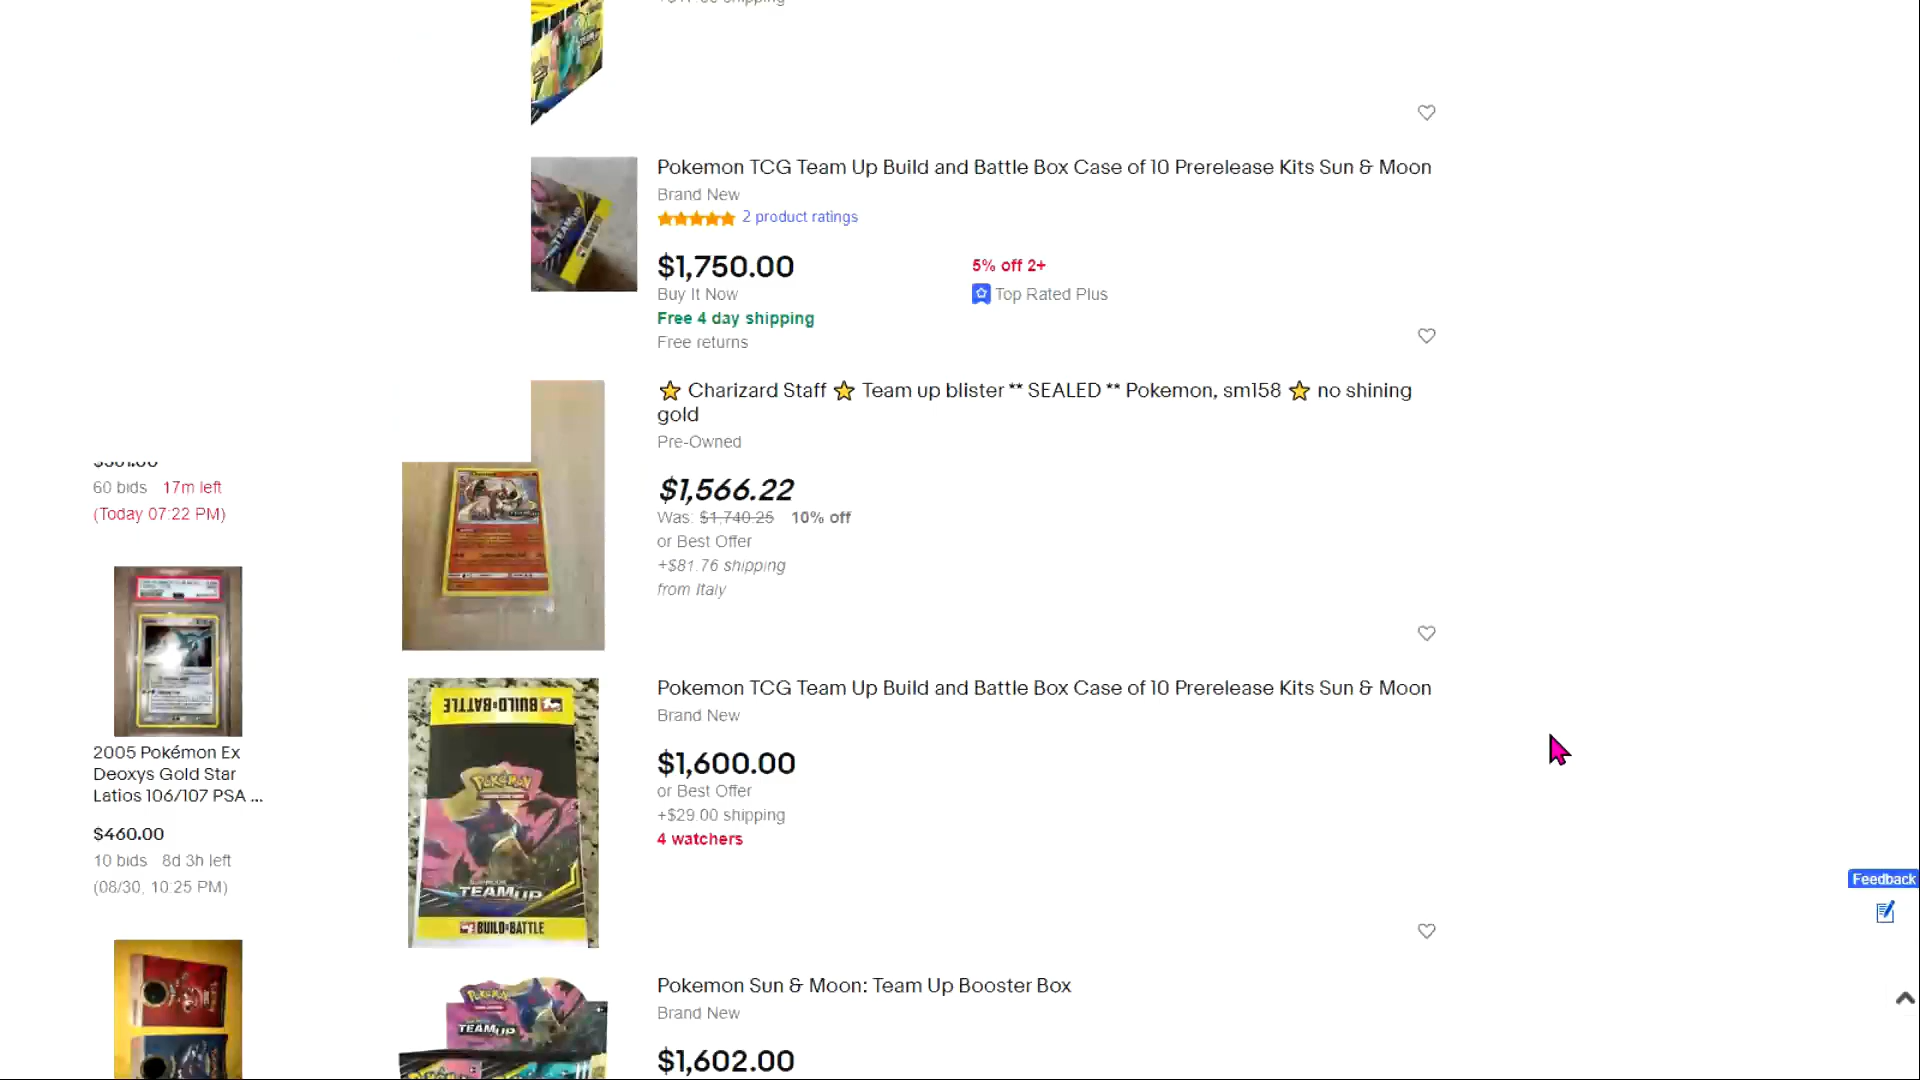 Pokemon TCG Team Up Build and Battle Box Case of 10 Prerelease Kits Sun & Moon
Brand New
2 product ratings
$1,750.00
5% off 2+
Buy It Now
Top Rated Plus
Free 4 day shipping
Free returns
⭐ Charizard Staff ⭐ Team up blister ** SEALED ** Pokemon, sm158 ⭐ no shining
gold
Pre-Owned
$1,566.22
Was: $1,740.25 10% off
or Best Offer
+$81.76 shipping
from Italy
60 bids 17m left
(Today 07:22 PM)
2005 Pokémon Ex
Deoxys Gold Star
Latios 106/107 PSA ...
$460.00
10 bids 8d 3h left
(08/30, 10:25 PM)
BUILD & BATTLE
POKÉMON
TEAM UP
BUILD & BATTLE
Pokemon TCG Team Up Build and Battle Box Case of 10 Prerelease Kits Sun & Moon
Brand New
$1,600.00
or Best Offer
+$29.00 shipping
4 watchers
Feedback
POKÉMON
TEAM UP
Pokemon Sun & Moon: Team Up Booster Box
Brand New
$1,602.00